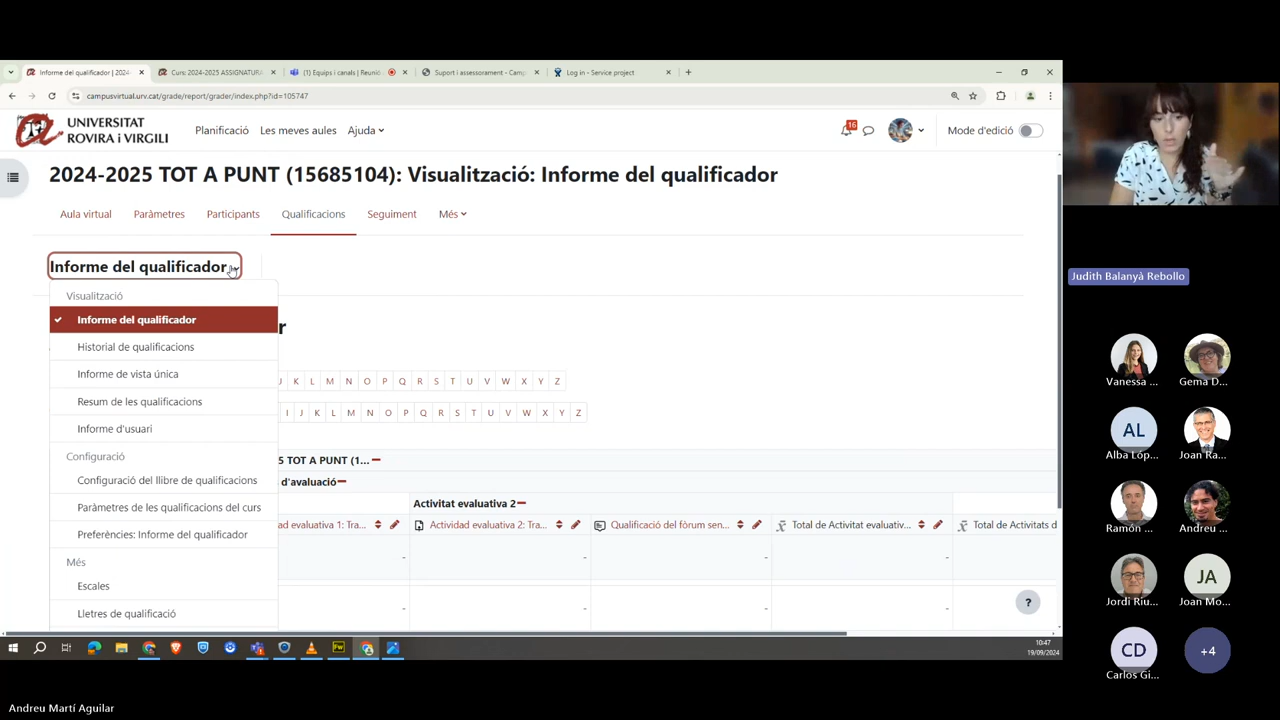 Informe del qualificador | 2024-
Curs: 2024-2025 ASSIGNATURA
(1) Equips i canals | Reunió
Suport i assessorament - Camp
Log in - Service project
campusvirtual.urv.cat/grade/report/grader/index.php?id=105747
UNIVERSITAT
ROVIRA i VIRGILI
Planificació
Les meves aules
Ajuda
16
Mode d'edició
2024-2025 TOT A PUNT (15685104): Visualització: Informe del qualificador
Aula virtual
Paràmetres
Participants
Qualificacions
Seguiment
Més
Informe del qualificador
Visualització
Informe del qualificador
Historial de qualificacions
Informe de vista única
Resum de les qualificacions
Informe d'usuari
Configuració
Configuració del llibre de qualificacions
Paràmetres de les qualificacions del curs
Preferències: Informe del qualificador
Més
Escales
Lletres de qualificació
r
J K L M N O P Q R S T U V W X Y Z
I J K L M N O P Q R S T U V W X Y Z
5 TOT A PUNT (1...
d'avaluació
Activitat evaluativa 2
ad evaluativa 1: Tra...
Actividad evaluativa 2: Tra...
Qualificació del fòrum sen...
Total de Activitat evaluativ...
Total de Activitats d
- - - -
- - - -
?
10:47
19/09/2024
Judith Balanyà Rebollo
Vanessa ...
Gema D...
AL
Alba Lóp...
Joan Ra...
Ramón ...
Andreu ...
Jordi Riu...
JA
Joan Mo...
CD
Carlos Gi...
+4
Andreu Martí Aguilar